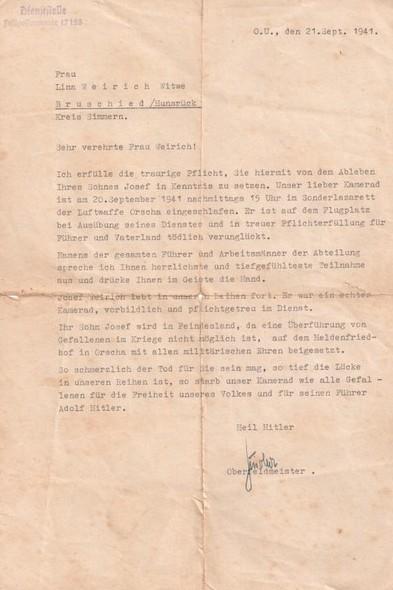 Dienststelle
Feldpostnummer 17 183
O.U., den 21.Sept. 1941.
Frau
Lina W e i r i c h  Witwe
B r u s c h i e d /Hunsrück
Kreis Simmern.
Sehr verehrte Frau Weirich!
Ich erfülle die traurige Pflicht, Sie hiermit von dem Ableben
Ihres Sohnes Josef in Kenntnis zu setzen. Unser lieber Kamerad
ist am 20.September 1941 nachmittags 15 Uhr im Sonderlazarett
der Luftwaffe Orscha eingeschlafen. Er ist auf dem Flugplatz
bei Ausübung seines Dienstes und in treuer Pflichterfüllung für
Führer und Vaterland tödlich verunglückt.
Namens der gesamten Führer und Arbeitsmänner der Abteilung
spreche ich Ihnen herzlichste und tiefgefühlteste Teilnahme
aus und drücke Ihnen im Geiste die Hand.
Josef Weirich lebt in unseren Reihen fort. Er war ein echter
Kamerad, vorbildlich und pflichtgetreu im Dienst.
Ihr Sohn Josef wird in Feindesland, da eine Überführung von
Gefallenen im Kriege nicht möglich ist, auf dem Heldenfried-
hof in Orscha mit allen militärischen Ehren beigesetzt.
So schmerzlich der Tod für Sie sein mag, so tief die Lücke
in unseren Reihen ist, so starb unser Kamerad wie alle Gefal -
lenen für die Freiheit unseres Volkes und für seinen Führer
Adolf Hitler.
Heil Hitler
Oberfeldmeister .